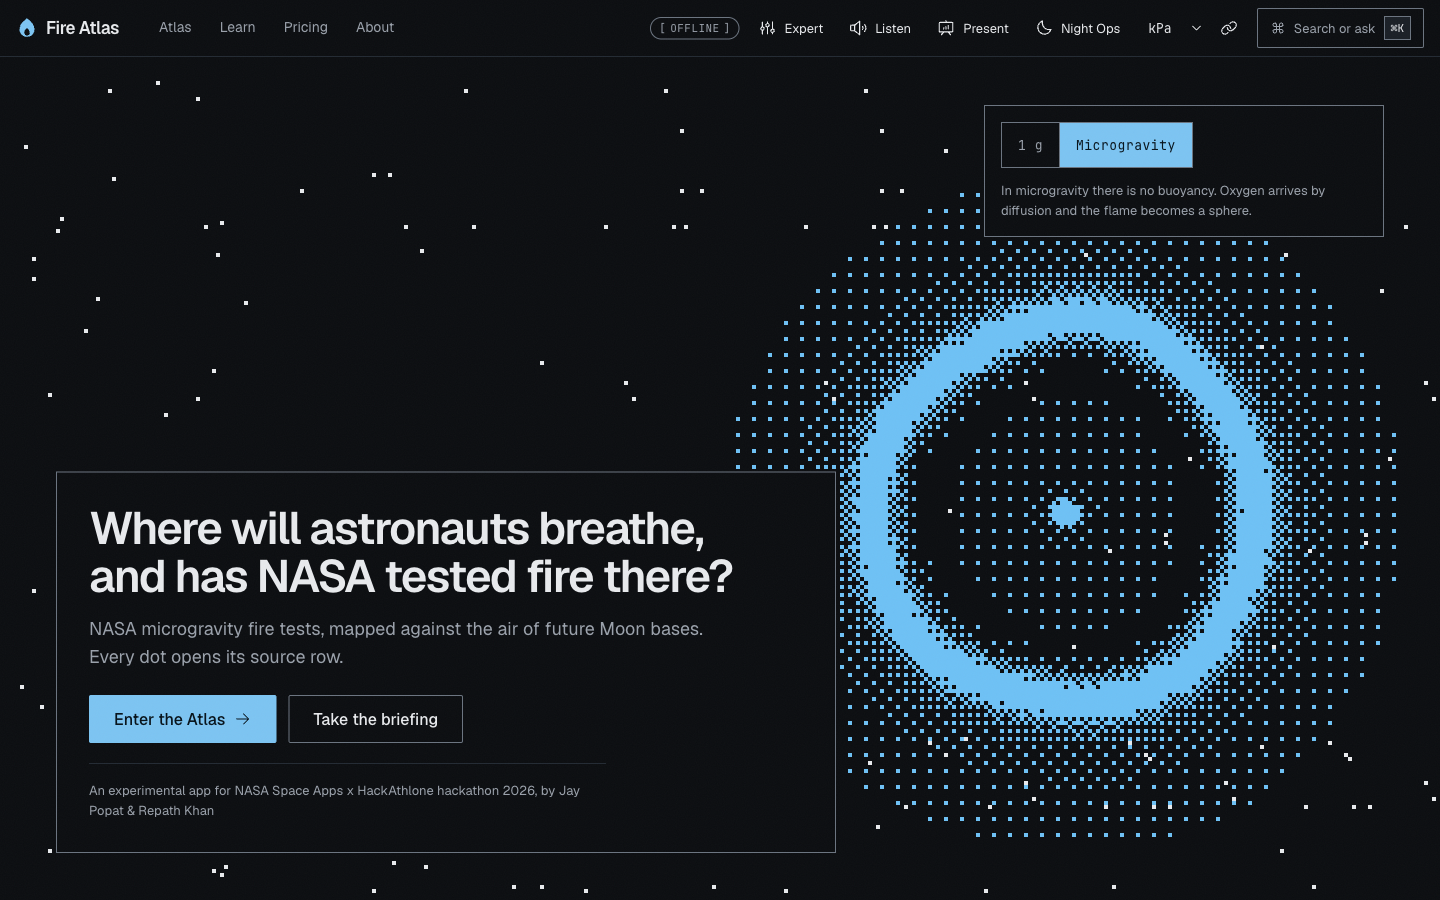 Fire Atlas
Atlas
Learn
Pricing
About
[ OFFLINE ]
Expert
Listen
Present
Night Ops
kPa
⌘ Search or ask ⌘K
1 g
Microgravity
In microgravity there is no buoyancy. Oxygen arrives by
diffusion and the flame becomes a sphere.
Where will astronauts breathe,
and has NASA tested fire there?
NASA microgravity fire tests, mapped against the air of future Moon bases.
Every dot opens its source row.
Enter the Atlas →
Take the briefing
An experimental app for NASA Space Apps x HackAthlone hackathon 2026, by Jay
Popat & Repath Khan